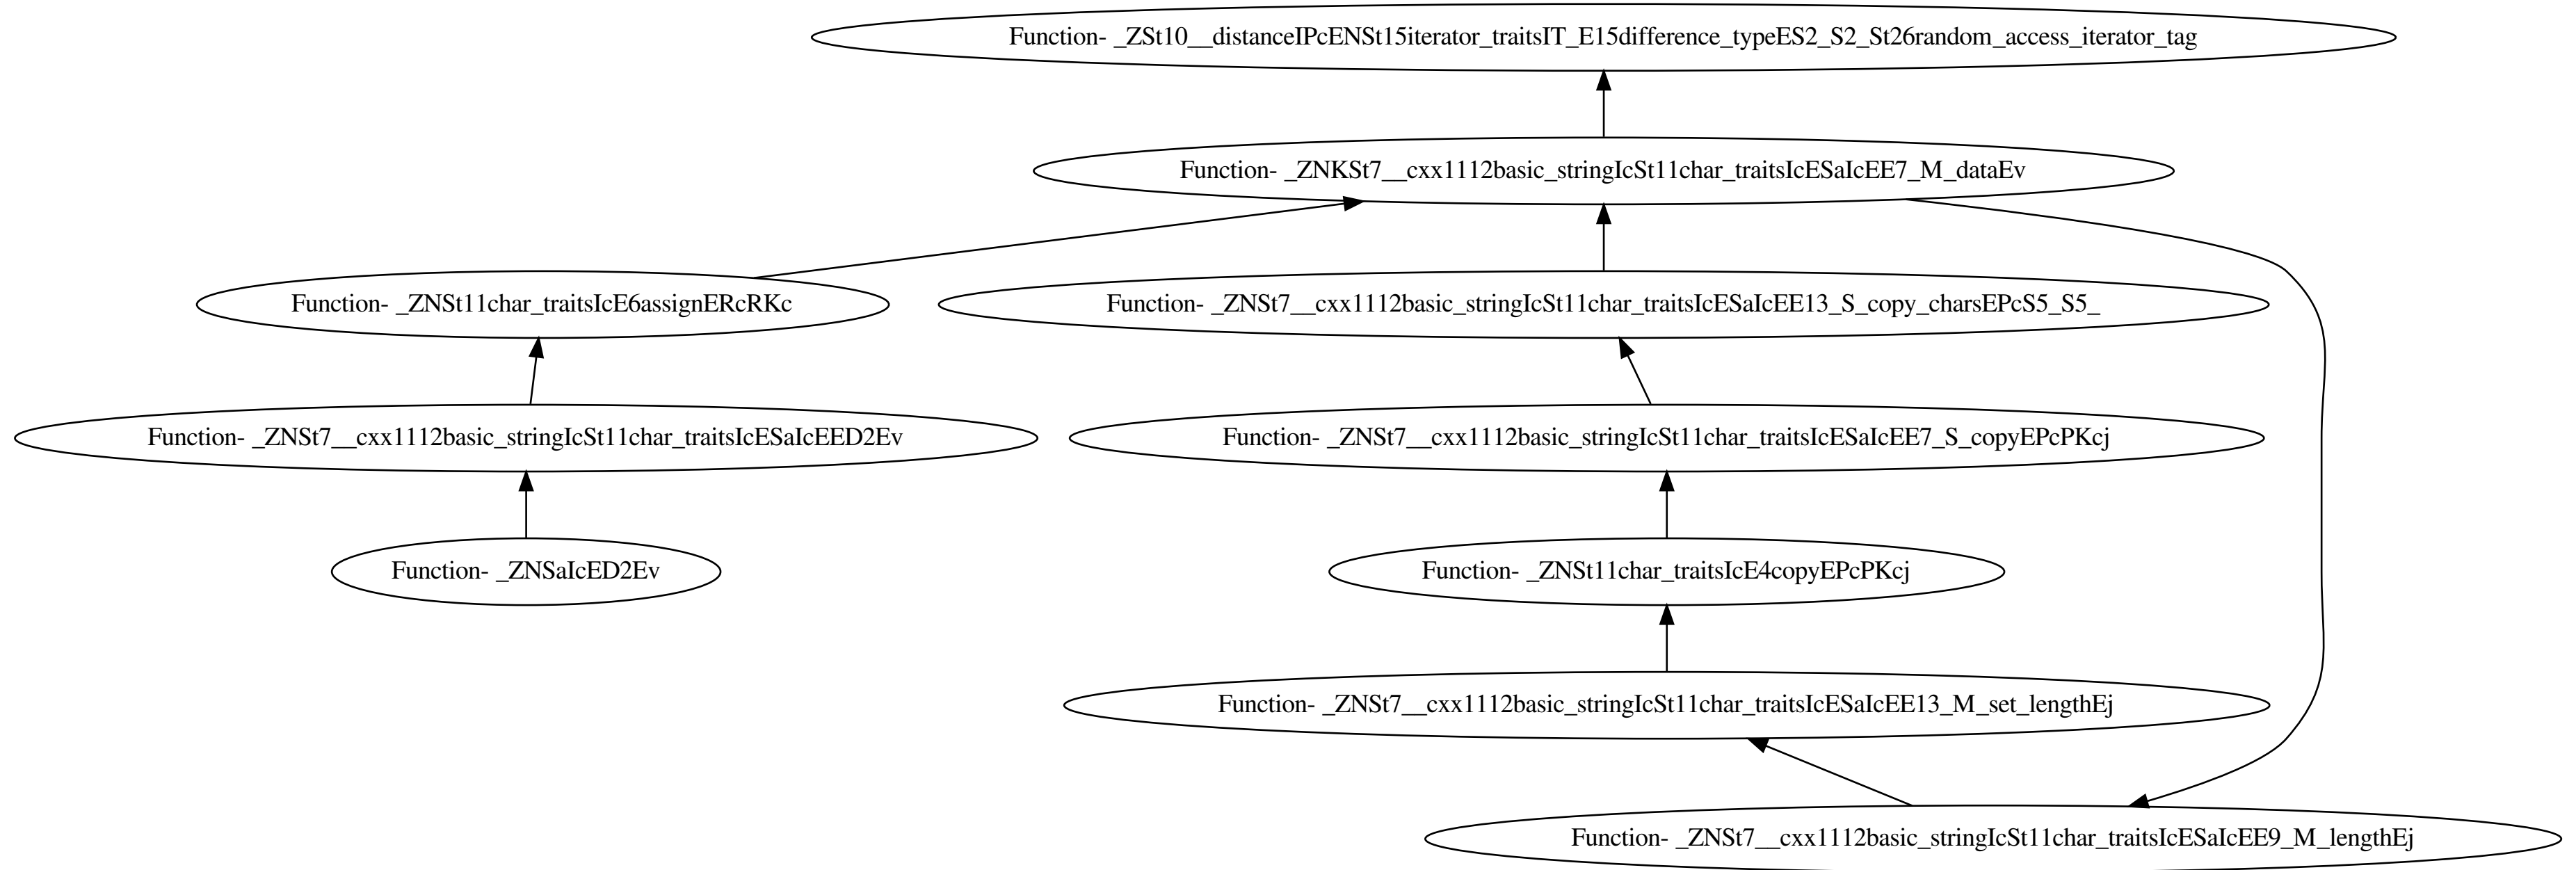 Function- _ZSt10__distanceIPcENSt15iterator_traitsIT_E15difference_typeES2_S2_St26random_access_iterator_tag
Function- _ZNKSt7__cxx1112basic_stringIcSt11char_traitsIcESaIcEE7_M_dataEv
Function- _ZNSt11char_traitsIcE6assignERcRKc
Function- _ZNSt7__cxx1112basic_stringIcSt11char_traitsIcESaIcEE13_S_copy_charsEPcS5_S5_
Function- _ZNSt7__cxx1112basic_stringIcSt11char_traitsIcESaIcEED2Ev
Function- _ZNSt7__cxx1112basic_stringIcSt11char_traitsIcESaIcEE7_S_copyEPcPKcj
Function- _ZNSaIcED2Ev
Function- _ZNSt11char_traitsIcE4copyEPcPKcj
Function- _ZNSt7__cxx1112basic_stringIcSt11char_traitsIcESaIcEE13_M_set_lengthEj
Function- _ZNSt7__cxx1112basic_stringIcSt11char_traitsIcESaIcEE9_M_lengthEj